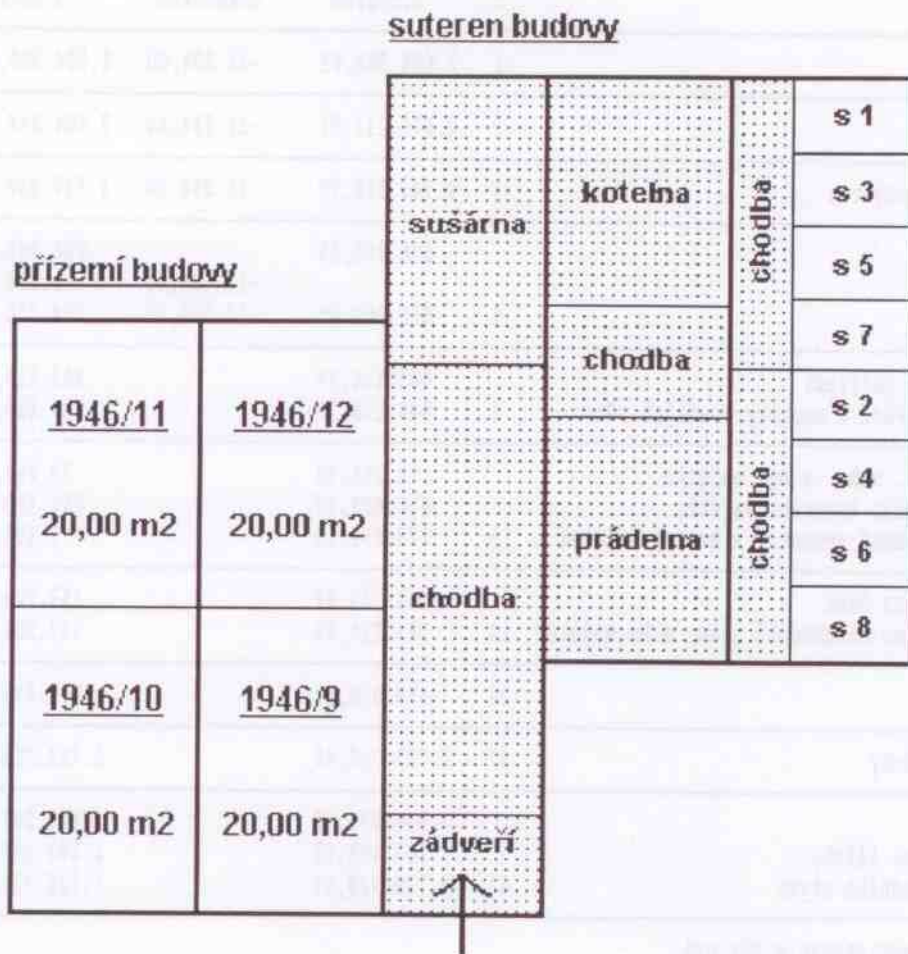 suteren budovy
s 1
kotelna
chodba
s 3
sušárna
s 5
přízemí budovy
s 7
chodba
1946/11
1946/12
s 2
s 4
20,00 m2
20,00 m2
prádelna
chodba
s 6
chodba
s 8
1946/10
1946/9
20,00 m2
20,00 m2
zádveří